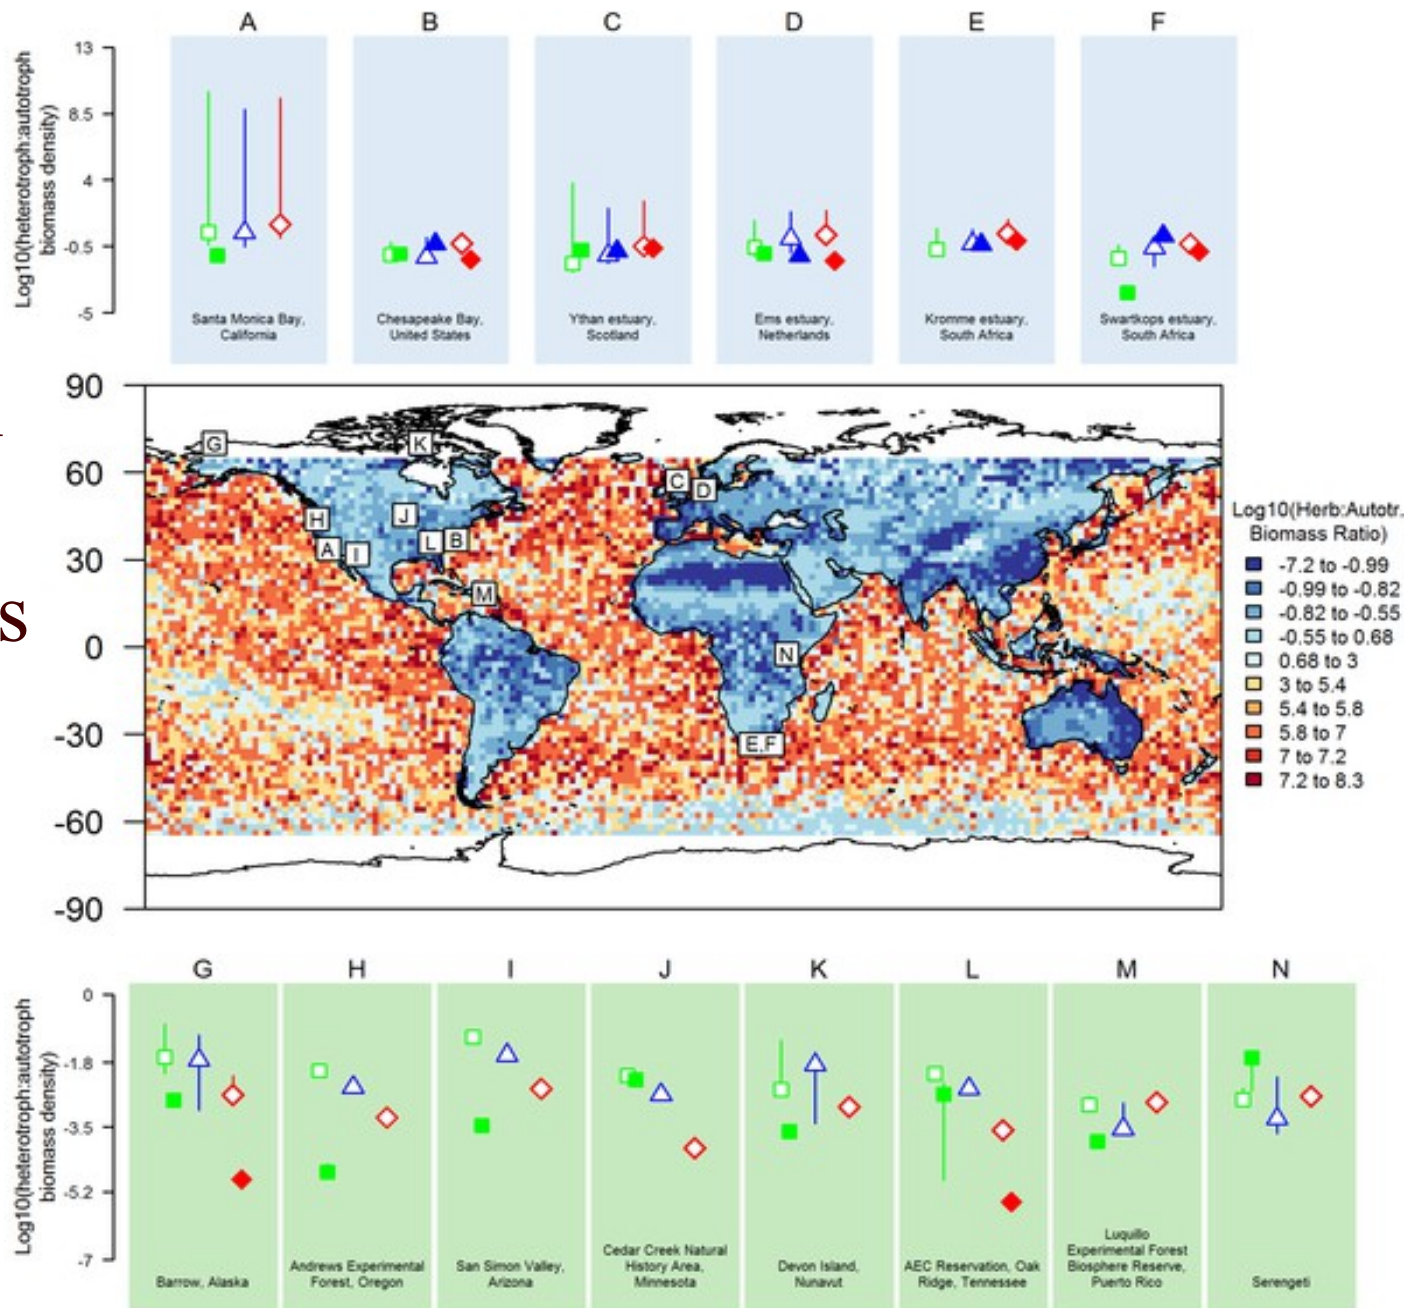 A B C D E F
Log10(heterotroph:autotroph
biomass density)
13
8.5
4
-0.5
-5
Santa Monica Bay,
California
Chesapeake Bay,
United States
Ythan estuary,
Scotland
Ems estuary,
Netherlands
Kromme estuary,
South Africa
Swartkops estuary,
South Africa
90
60
30
0
-30
-60
-90
G
K
C
D
H
J
A
I
L
B
M
N
E,F
s
Log10(Herb:Autotr.
Biomass Ratio)
-7.2 to -0.99
-0.99 to -0.82
-0.82 to -0.55
-0.55 to 0.68
0.68 to 3
3 to 5.4
5.4 to 5.8
5.8 to 7
7 to 7.2
7.2 to 8.3
G H I J K L M N
Log10(heterotroph:autotroph
biomass density)
0
-1.8
-3.5
-5.2
-7
Barrow, Alaska
Andrews Experimental
Forest, Oregon
San Simon Valley,
Arizona
Cedar Creek Natural
History Area,
Minnesota
Devon Island,
Nunavut
AEC Reservation, Oak
Ridge, Tennessee
Luquillo
Experimental Forest
Biosphere Reserve,
Puerto Rico
Serengeti